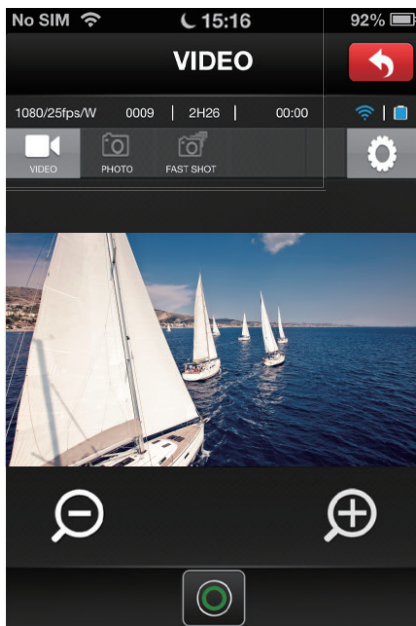 No SIM 15:16 92%
VIDEO
1080/25fps/W 0009 | 2H26 | 00:00
VIDEO PHOTO FAST SHOT